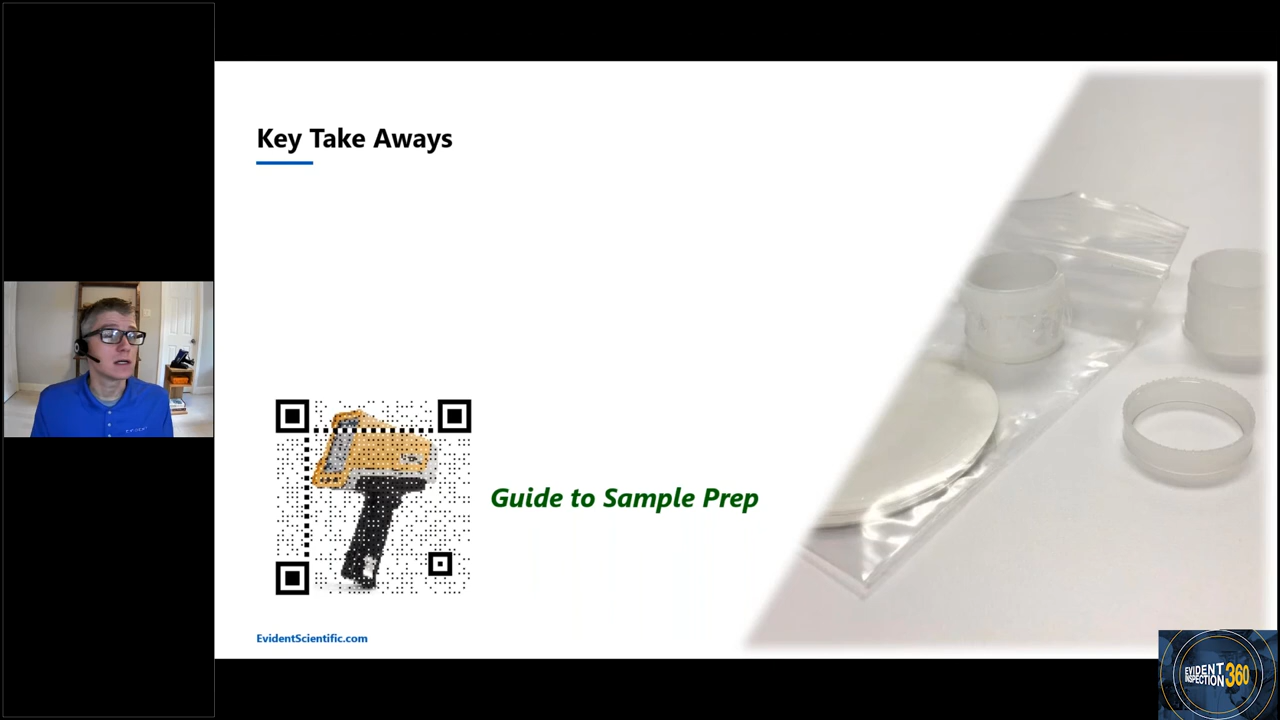 Key Take Aways
Guide to Sample Prep
EvidentScientific.com
EVIDENT
INSPECTION
360